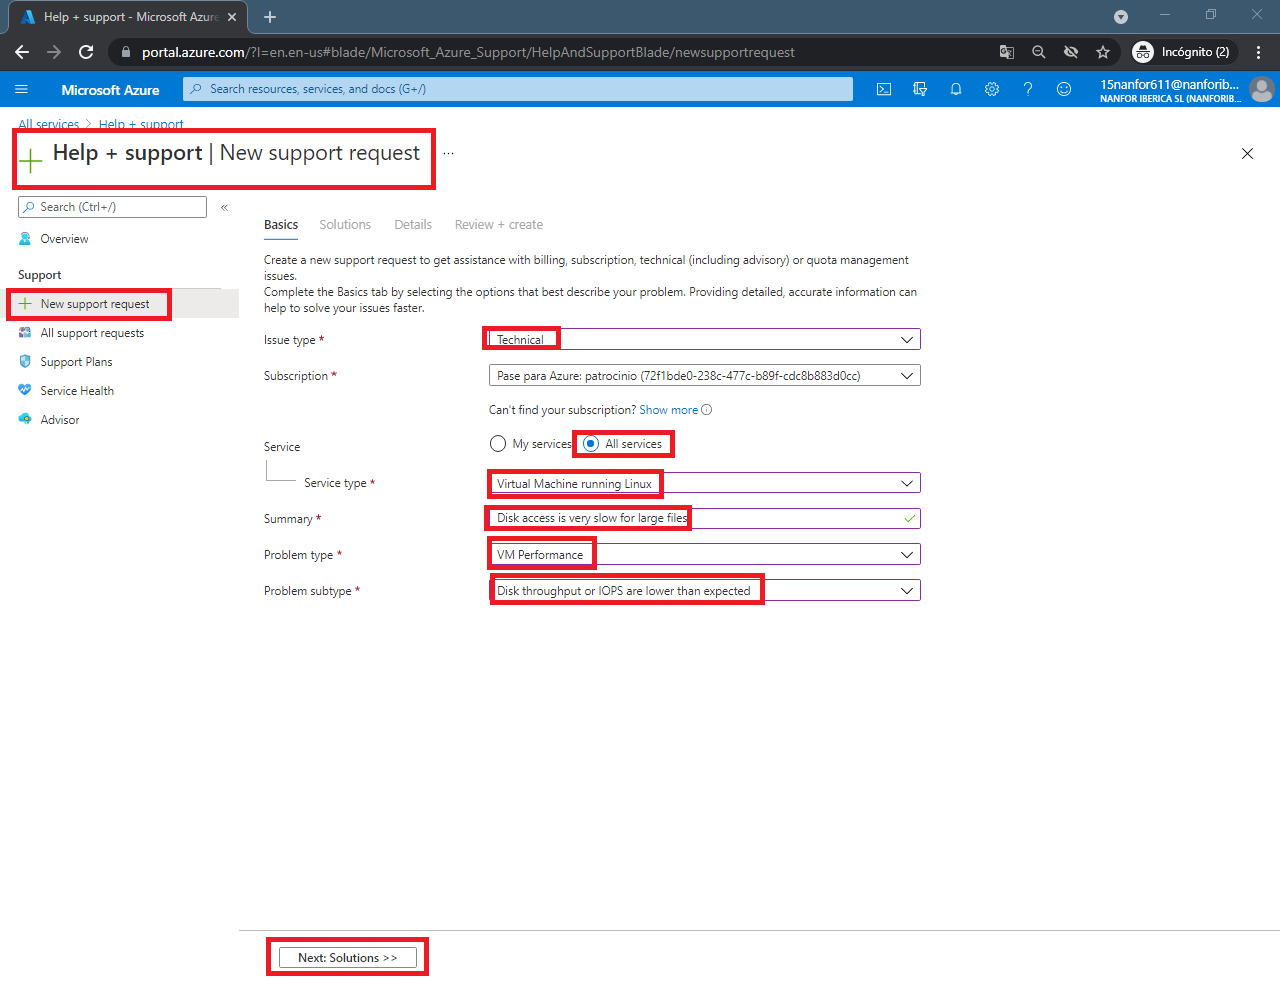 Help + support - Microsoft Azure
portal.azure.com/?l=en.en-us#blade/Microsoft_Azure_Support/HelpAndSupportBlade/newsupportrequest
Incógnito (2)
Microsoft Azure
Search resources, services, and docs (G+/)
15nanfor611@nanforib...
NANFOR IBERICA SL (NANFORIB...
All services > Help + support
Help + support | New support request ...
Search (Ctrl+/)
«
Overview
Support
New support request
All support requests
Support Plans
Service Health
Advisor
Basics Solutions Details Review + create
Create a new support request to get assistance with billing, subscription, technical (including advisory) or quota management
issues.
Complete the Basics tab by selecting the options that best describe your problem. Providing detailed, accurate information can
help to solve your issues faster.
Issue type * Technical
Subscription * Pase para Azure: patrocinio (72f1bde0-238c-477c-b89f-cdc8b883d0cc)
Can't find your subscription? Show more
Service My services All services
Service type * Virtual Machine running Linux
Summary * Disk access is very slow for large files
Problem type * VM Performance
Problem subtype * Disk throughput or IOPS are lower than expected
Next: Solutions >>